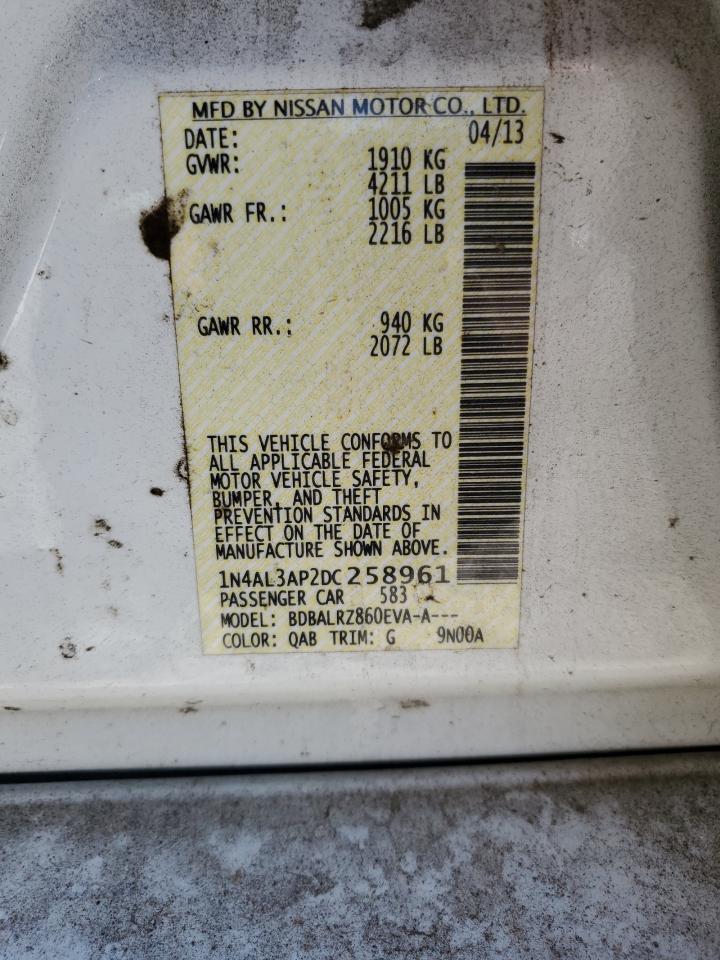 MFD BY NISSAN MOTOR CO., LTD.
DATE: 04/13
GVWR: 1910 KG
4211 LB
GAWR FR.: 1005 KG
2216 LB
GAWR RR.: 940 KG
2072 LB
THIS VEHICLE CONFORMS TO
ALL APPLICABLE FEDERAL
MOTOR VEHICLE SAFETY,
BUMPER, AND THEFT
PREVENTION STANDARDS IN
EFFECT ON THE DATE OF
MANUFACTURE SHOWN ABOVE.
1N4AL3AP2DC258961
PASSENGER CAR 583
MODEL: BDBALRZ860EVA-A---
COLOR: QAB TRIM: G 9N00A